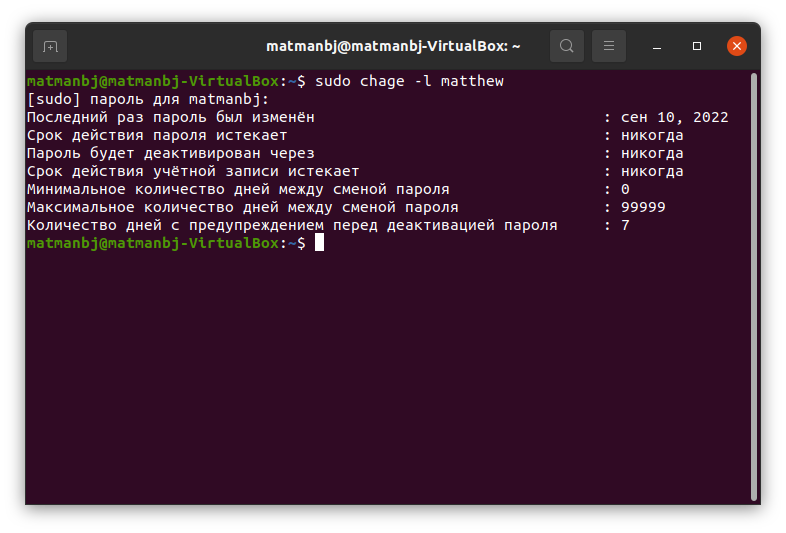 matmanbj@matmanbj-VirtualBox: ~
matmanbj@matmanbj-VirtualBox:~$ sudo chage -l matthew
[sudo] пароль для matmanbj:
Последний раз пароль был изменён : сен 10, 2022
Срок действия пароля истекает : никогда
Пароль будет деактивирован через : никогда
Срок действия учётной записи истекает : никогда
Минимальное количество дней между сменой пароля : 0
Максимальное количество дней между сменой пароля : 99999
Количество дней с предупреждением перед деактивацией пароля : 7
matmanbj@matmanbj-VirtualBox:~$